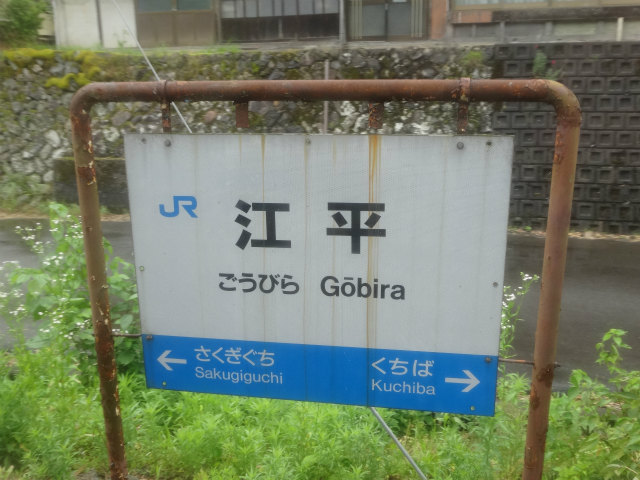 JR 江平
ごうびら Gōbira
← さくぎぐち くちば →
Sakugiguchi Kuchiba